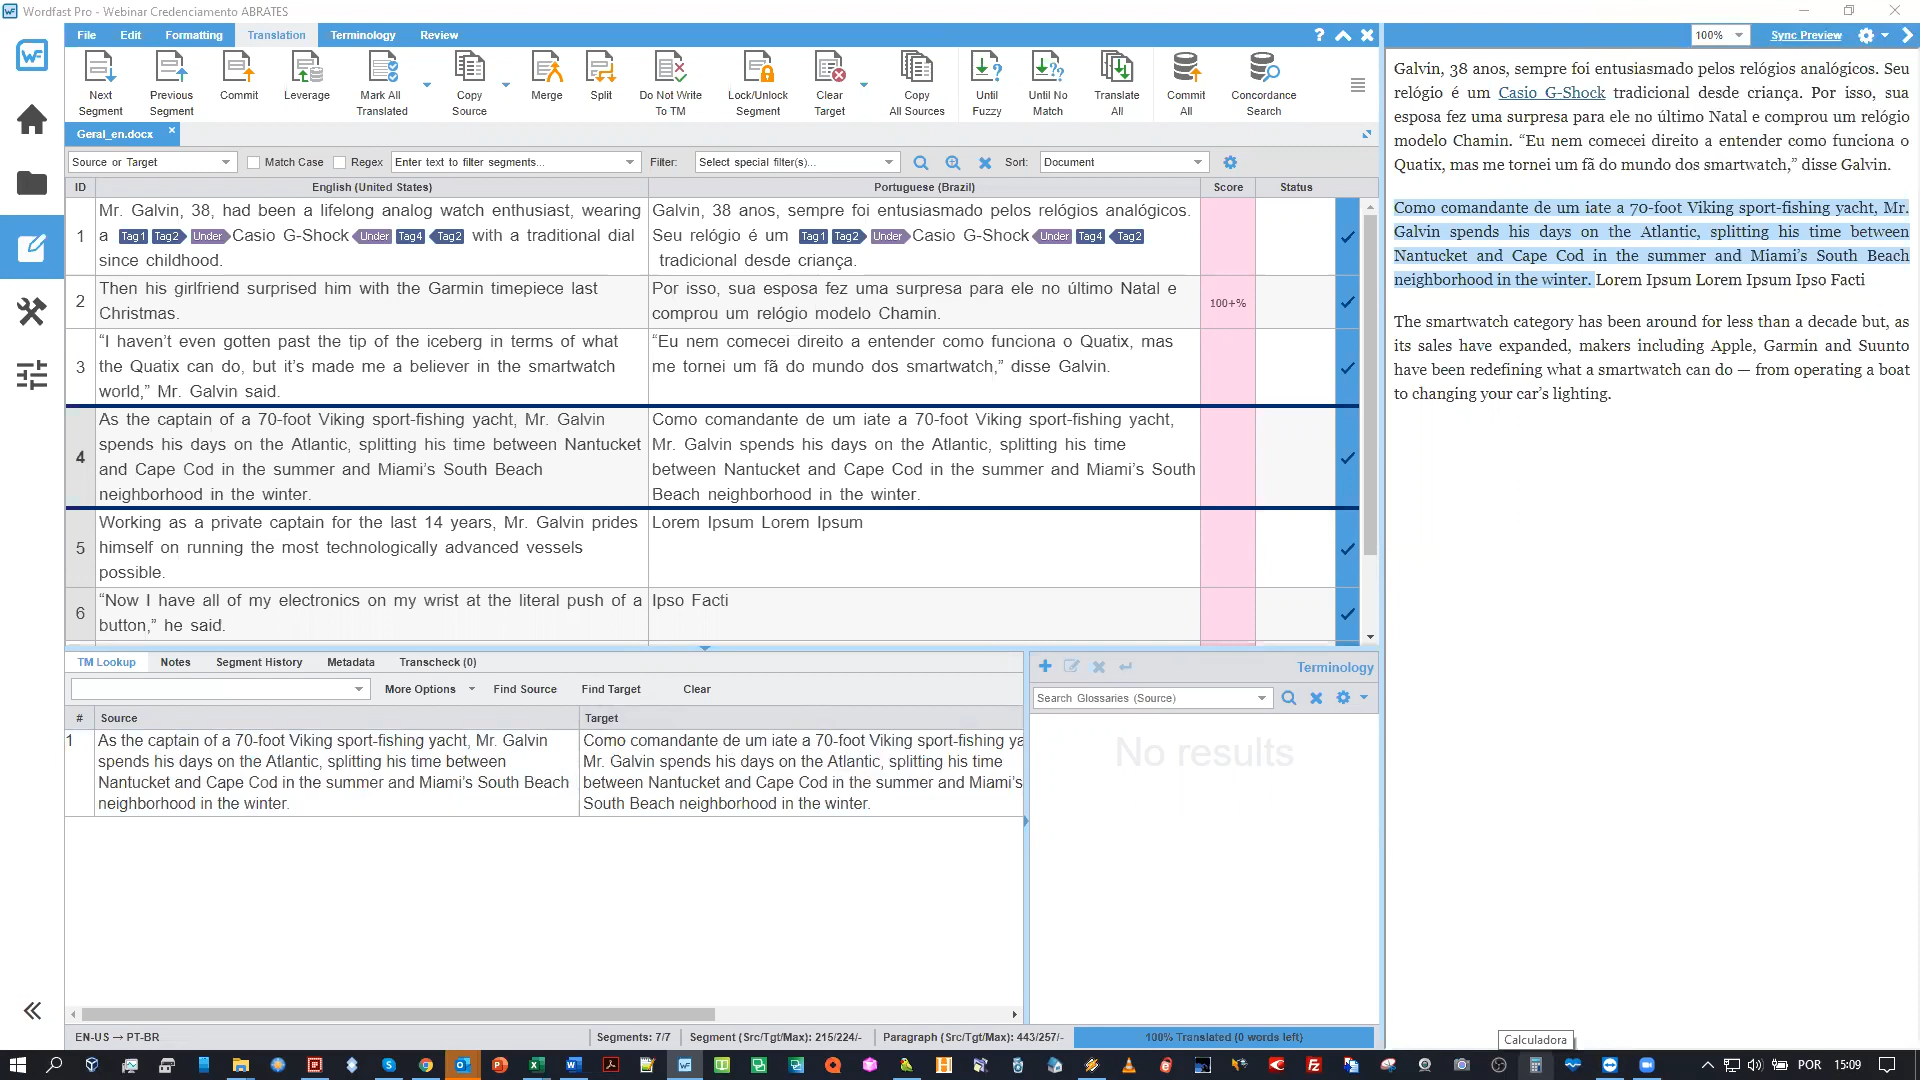 Wordfast Pro - Webinar Credenciamento ABRATES
File Edit Formatting Translation Terminology Review
100% Sync Preview
Next Segment
Previous Segment
Commit
Leverage
Mark All Translated
Copy Source
Merge
Split
Do Not Write To TM
Lock/Unlock Segment
Clear Target
Copy All Sources
Until Fuzzy
Until No Match
Translate All
Commit All
Concordance Search
Geral_en.docx
Source or Target Match Case Regex Enter text to filter segments... Filter: Select special filter(s)... Sort: Document
ID English (United States) Portuguese (Brazil) Score Status
1
Mr. Galvin, 38, had been a lifelong analog watch enthusiast, wearing
a Tag1 Tag2 Under Casio G-Shock Under Tag4 Tag2 with a traditional dial
since childhood.
Galvin, 38 anos, sempre foi entusiasmado pelos relógios analógicos.
Seu relógio é um Tag1 Tag2 Under Casio G-Shock Under Tag4 Tag2
tradicional desde criança.
2
Then his girlfriend surprised him with the Garmin timepiece last
Christmas.
Por isso, sua esposa fez uma surpresa para ele no último Natal e
comprou um relógio modelo Chamin.
100+%
3
“I haven’t even gotten past the tip of the iceberg in terms of what
the Quatix can do, but it’s made me a believer in the smartwatch
world,” Mr. Galvin said.
“Eu nem comecei direito a entender como funciona o Quatix, mas
me tornei um fã do mundo dos smartwatch,” disse Galvin.
4
As the captain of a 70-foot Viking sport-fishing yacht, Mr. Galvin
spends his days on the Atlantic, splitting his time between Nantucket
and Cape Cod in the summer and Miami’s South Beach
neighborhood in the winter.
Como comandante de um iate a 70-foot Viking sport-fishing yacht,
Mr. Galvin spends his days on the Atlantic, splitting his time
between Nantucket and Cape Cod in the summer and Miami’s South
Beach neighborhood in the winter.
5
Working as a private captain for the last 14 years, Mr. Galvin prides
himself on running the most technologically advanced vessels
possible.
Lorem Ipsum Lorem Ipsum
6
“Now I have all of my electronics on my wrist at the literal push of a
button,” he said.
Ipso Facti
TM Lookup Notes Segment History Metadata Transcheck (0)
More Options Find Source Find Target Clear
# Source Target
1
As the captain of a 70-foot Viking sport-fishing yacht, Mr. Galvin
spends his days on the Atlantic, splitting his time between
Nantucket and Cape Cod in the summer and Miami’s South Beach
neighborhood in the winter.
Como comandante de um iate a 70-foot Viking sport-fishing ya
Mr. Galvin spends his days on the Atlantic, splitting his time
between Nantucket and Cape Cod in the summer and Miami’s
South Beach neighborhood in the winter.
Terminology
Search Glossaries (Source)
No results
Galvin, 38 anos, sempre foi entusiasmado pelos relógios analógicos. Seu
relógio é um Casio G-Shock tradicional desde criança. Por isso, sua
esposa fez uma surpresa para ele no último Natal e comprou um relógio
modelo Chamin. “Eu nem comecei direito a entender como funciona o
Quatix, mas me tornei um fã do mundo dos smartwatch,” disse Galvin.
Como comandante de um iate a 70-foot Viking sport-fishing yacht, Mr.
Galvin spends his days on the Atlantic, splitting his time between
Nantucket and Cape Cod in the summer and Miami’s South Beach
neighborhood in the winter. Lorem Ipsum Lorem Ipsum Ipso Facti
The smartwatch category has been around for less than a decade but, as
its sales have expanded, makers including Apple, Garmin and Suunto
have been redefining what a smartwatch can do — from operating a boat
to changing your car’s lighting.
EN-US → PT-BR Segments: 7/7 Segment (Src/Tgt/Max): 215/224/- Paragraph (Src/Tgt/Max): 443/257/- 100% Translated (0 words left)
Calculadora
POR 15:09